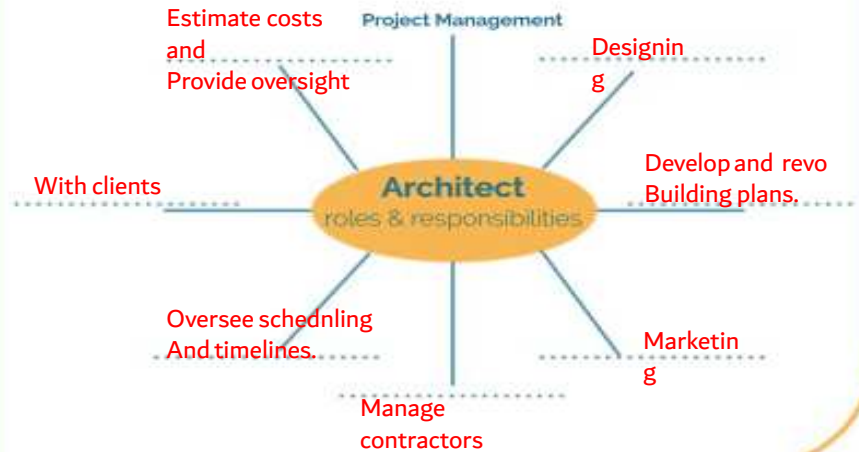 Estimate costs
and
Provide oversight
Project Management
Designin
g
With clients
Architect
roles & responsibilities
Develop and revo
Building plans.
Oversee schednling
And timelines.
Marketin
g
Manage
contractors